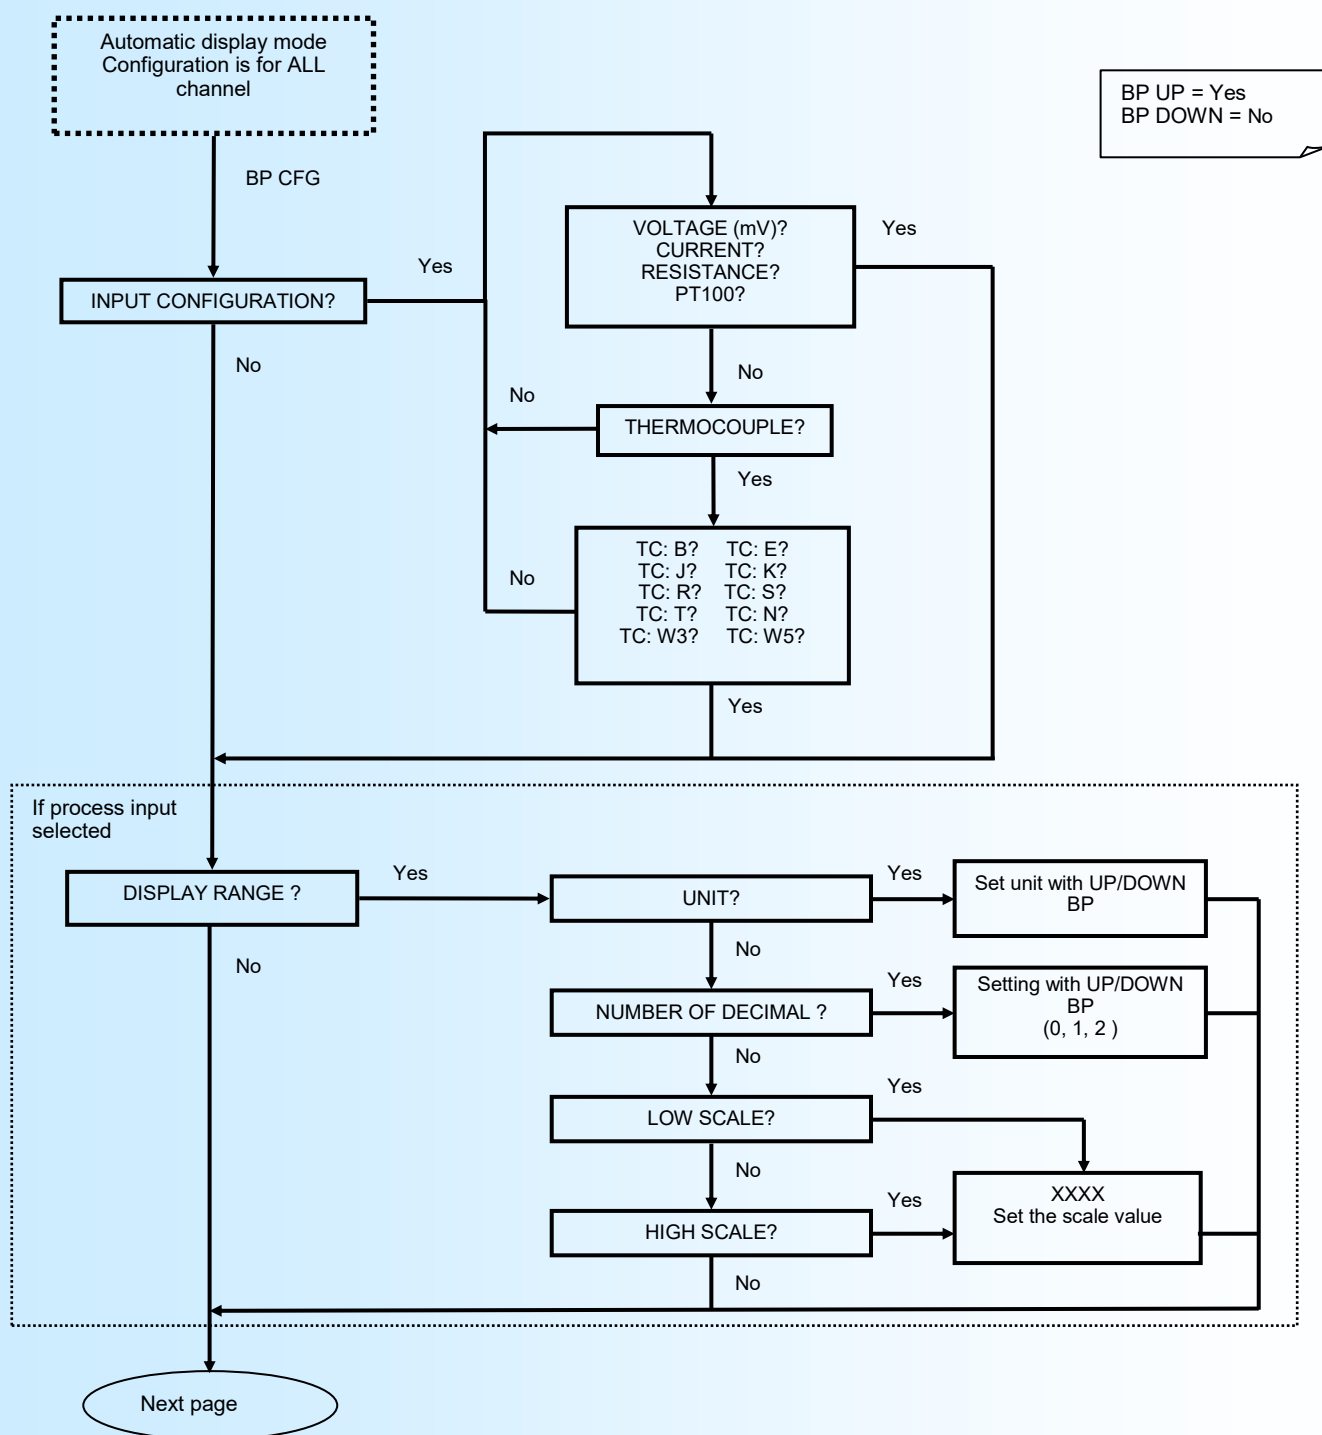 Automatic display mode
Configuration is for ALL
channel
BP UP = Yes
BP DOWN = No
BP CFG
INPUT CONFIGURATION?
Yes
No
VOLTAGE (mV)?
CURRENT?
RESISTANCE?
PT100?
Yes
No
THERMOCOUPLE?
No
Yes
TC: B? TC: E?
TC: J? TC: K?
TC: R? TC: S?
TC: T? TC: N?
TC: W3? TC: W5?
No
Yes
If process input
selected
DISPLAY RANGE ?
Yes
No
UNIT?
Yes
Set unit with UP/DOWN
BP
No
NUMBER OF DECIMAL ?
Yes
Setting with UP/DOWN
BP
(0, 1, 2 )
No
LOW SCALE?
Yes
No
HIGH SCALE?
Yes
XXXX
Set the scale value
No
Next page